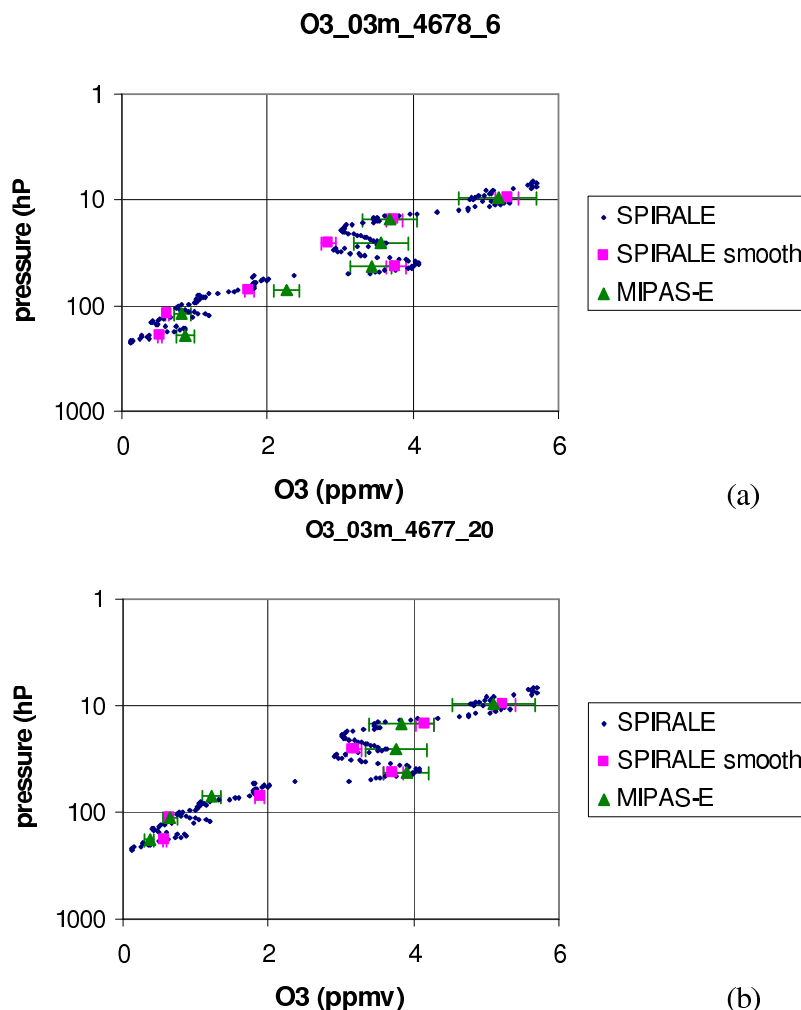 O3_03m_4678_6
1
10
100
1000
pressure (hP
0 2 4 6
O3 (ppmv)
SPIRALE
SPIRALE smooth
MIPAS-E
(a)
O3_03m_4677_20
1
10
100
1000
pressure (hP
0 2 4 6
O3 (ppmv)
SPIRALE
SPIRALE smooth
MIPAS-E
(b)